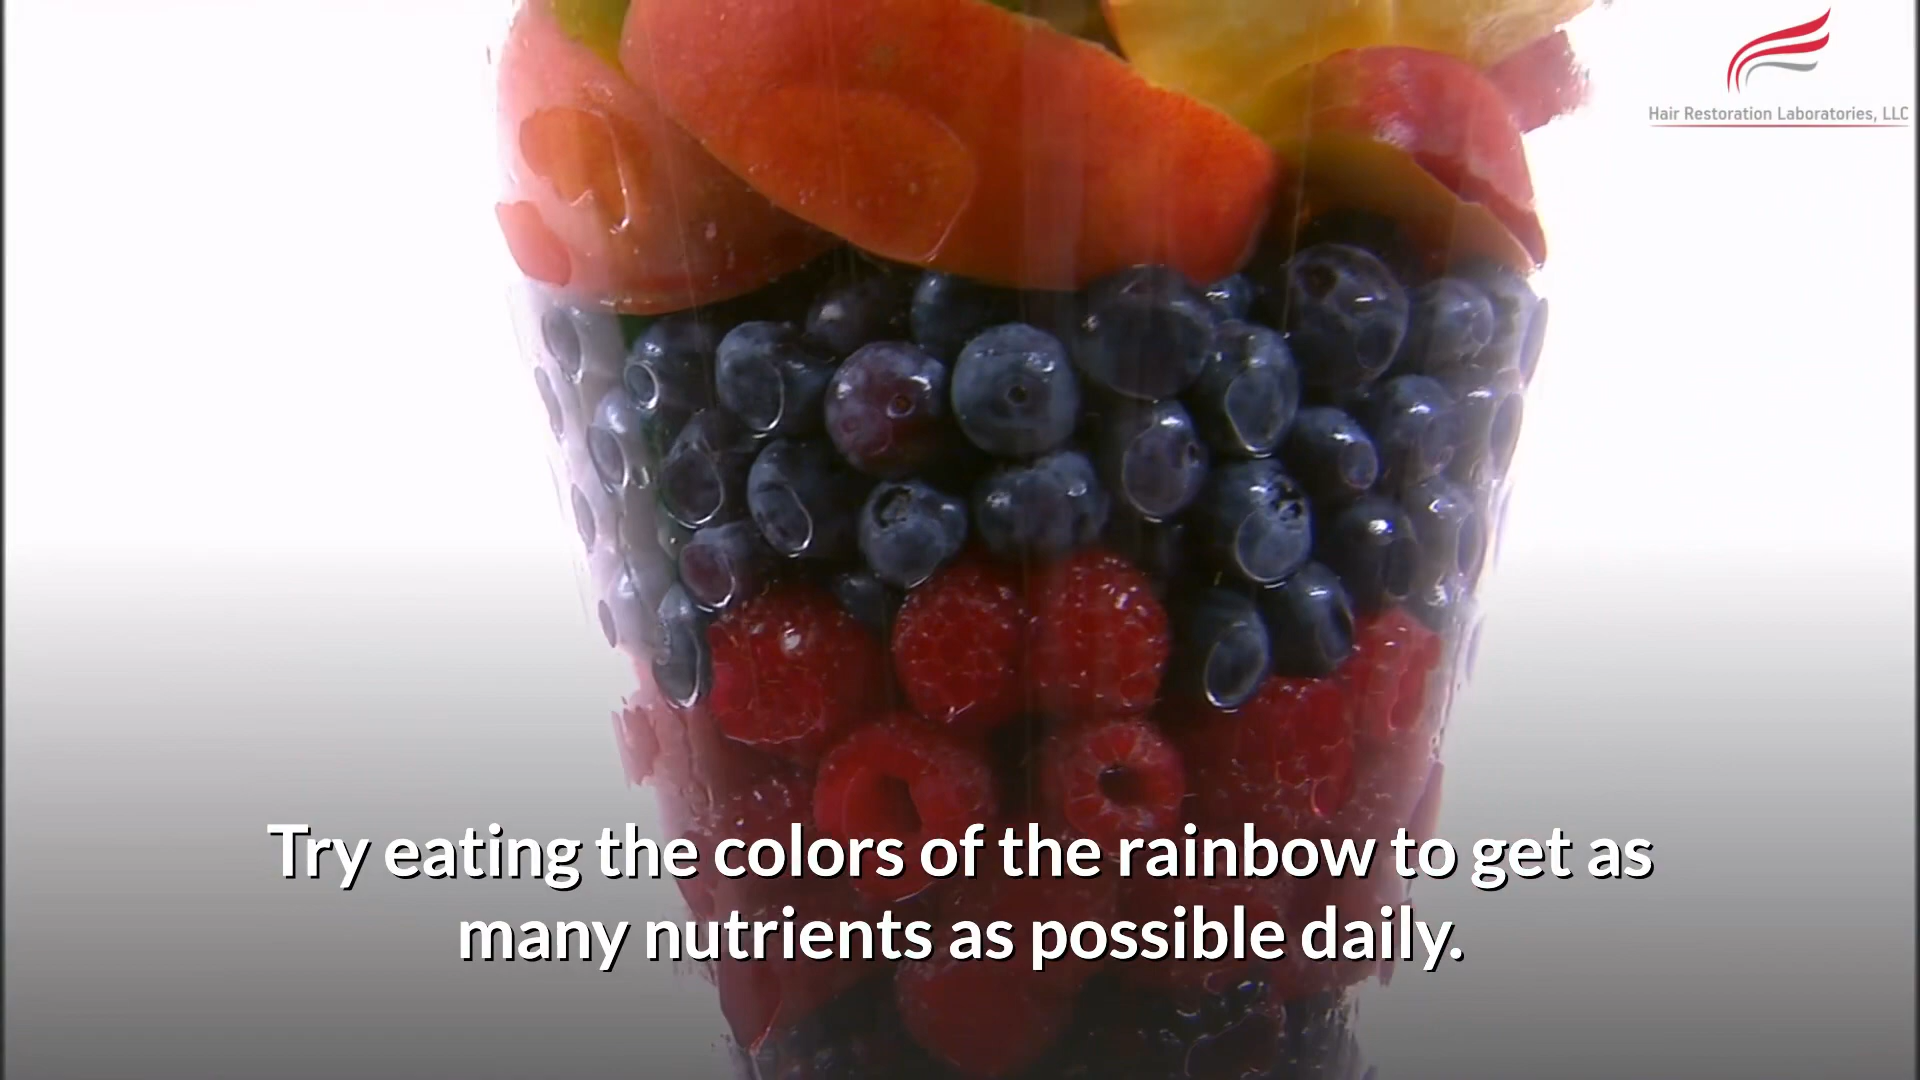 Hair Restoration Laboratories, LLC
Try eating the colors of the rainbow to get as
many nutrients as possible daily.